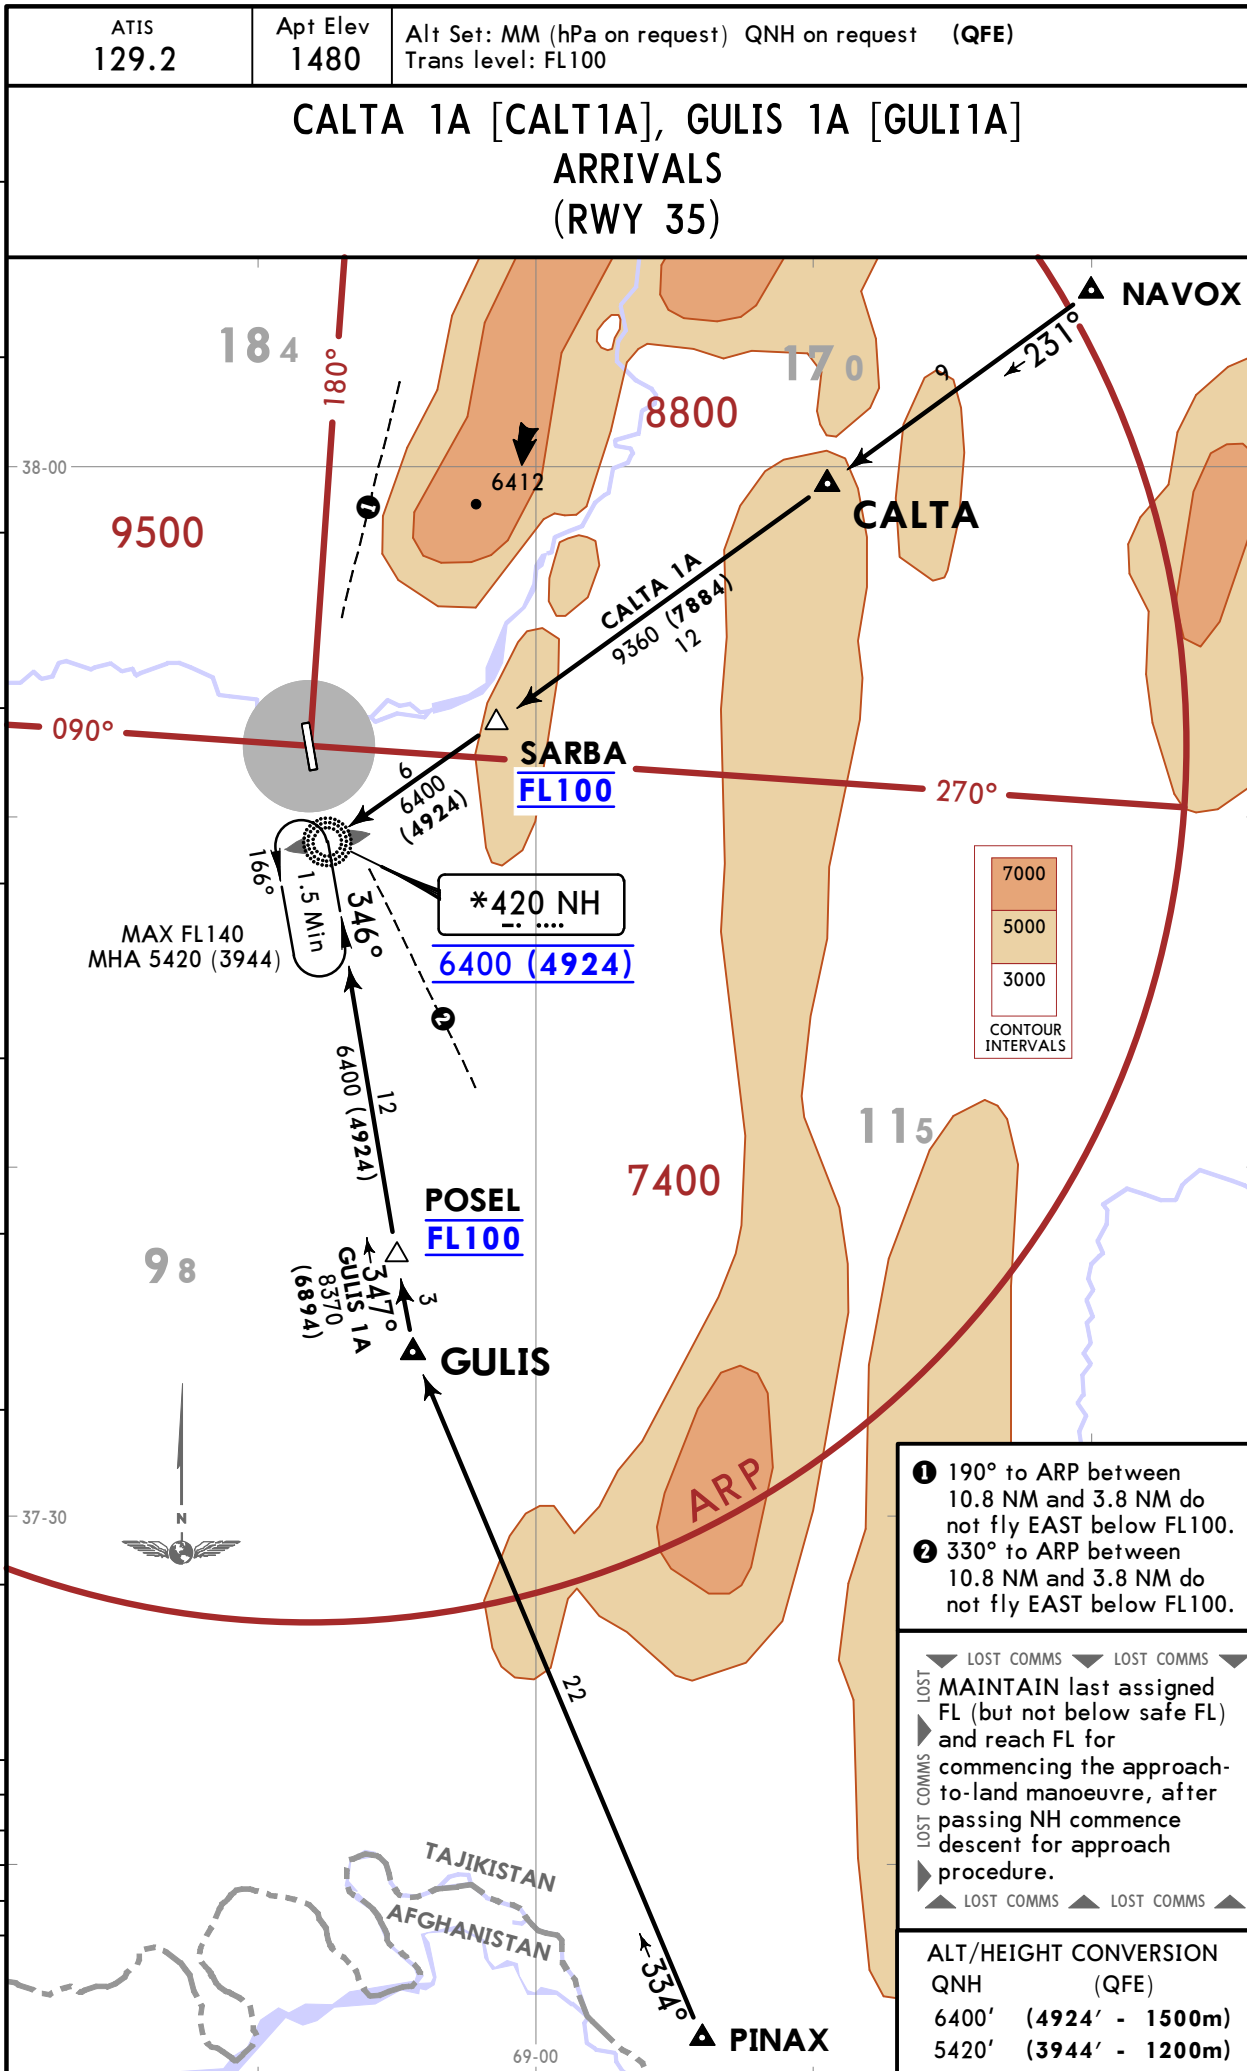 ATIS
129.2
Apt Elev
1480
Alt Set: MM (hPa on request) QNH on request (QFE)
Trans level: FL100
CALTA 1A [CALT1A], GULIS 1A [GULI1A]
ARRIVALS
(RWY 35)
NAVOX
231°
9
184
180°
170
8800
38-00
6412
1
9500
CALTA
CALTA 1A
9360 (7884)
12
090°
SARBA
FL100
270°
6
6400
(4924)
166°
1.5 Min
346°
*420 NH
6400 (4924)
MAX FL140
MHA 5420 (3944)
2
7000
5000
3000
CONTOUR
INTERVALS
12
6400 (4924)
115
7400
POSEL
FL100
98
347°
GULIS 1A
8370
(6894)
3
GULIS
N
37-30
ARP
1 190° to ARP between
10.8 NM and 3.8 NM do
not fly EAST below FL100.
2 330° to ARP between
10.8 NM and 3.8 NM do
not fly EAST below FL100.
22
LOST COMMS LOST COMMS
LOST
LOST COMMS
MAINTAIN last assigned
FL (but not below safe FL)
and reach FL for
commencing the approach-
to-land manoeuvre, after
passing NH commence
descent for approach
procedure.
LOST COMMS LOST COMMS
TAJIKISTAN
AFGHANISTAN
334°
PINAX
69-00
ALT/HEIGHT CONVERSION
QNH (QFE)
6400' (4924' - 1500m)
5420' (3944' - 1200m)